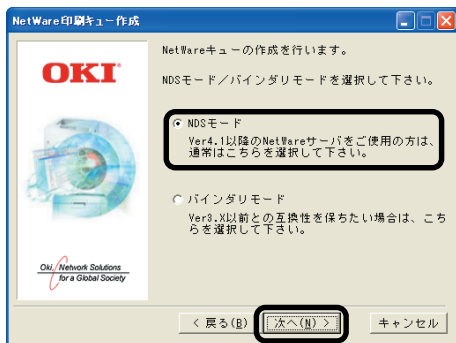 NetWare印刷キュー作成
OKI
Oki, Network Solutions
for a Global Society
NetWareキューの作成を行います。
NDSモード/バインダリモードを選択して下さい。
NDSモード
Ver4.1以降のNetWareサーバをご使用の方は、
通常はこちらを選択して下さい。
バインダリモード
Ver3.X以前との互換性を保ちたい場合は、こち
らを選択して下さい。
< 戻る(B)
次へ(N) >
キャンセル